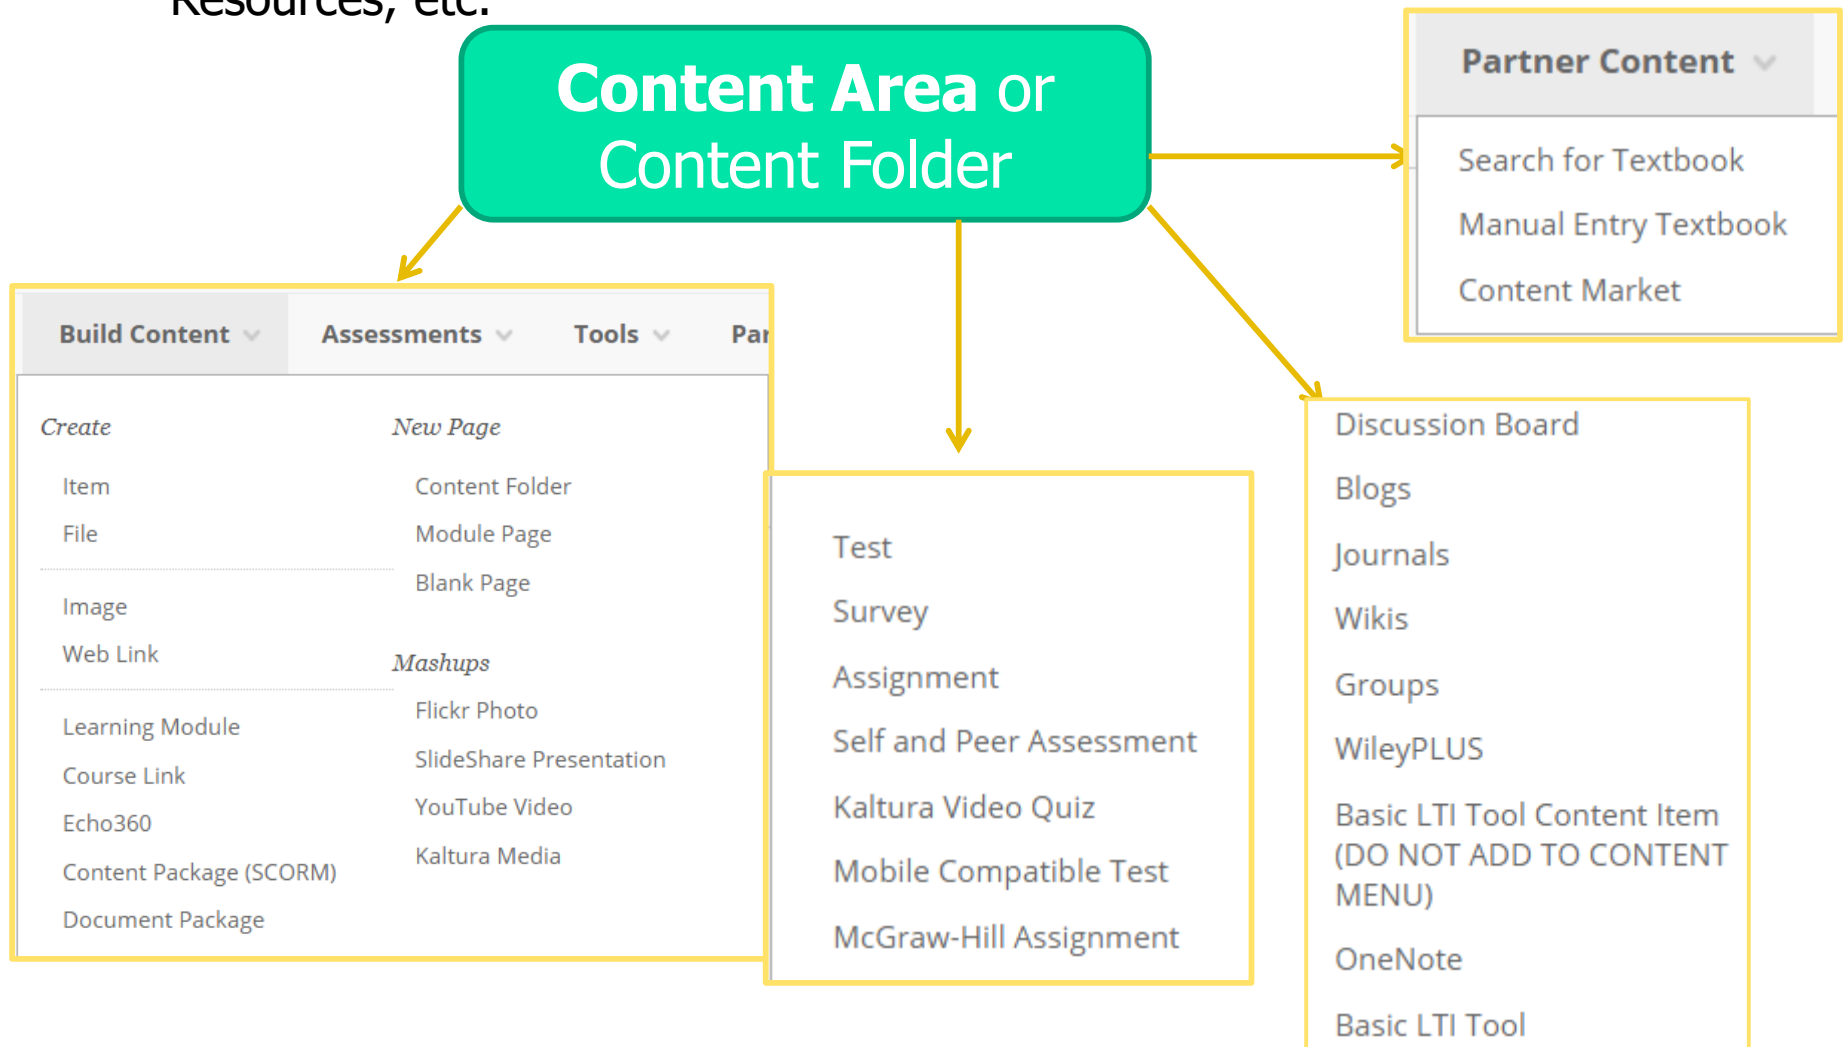 Resources, etc.
Content Area or
Content Folder
Partner Content
Search for Textbook
Manual Entry Textbook
Content Market
Build Content
Assessments
Tools
Par
Create
Item
File
Image
Web Link
Learning Module
Course Link
Echo360
Content Package (SCORM)
Document Package
New Page
Content Folder
Module Page
Blank Page
Mashups
Flickr Photo
SlideShare Presentation
YouTube Video
Kaltura Media
Test
Survey
Assignment
Self and Peer Assessment
Kaltura Video Quiz
Mobile Compatible Test
McGraw-Hill Assignment
Discussion Board
Blogs
Journals
Wikis
Groups
WileyPLUS
Basic LTI Tool Content Item
(DO NOT ADD TO CONTENT
MENU)
OneNote
Basic LTI Tool